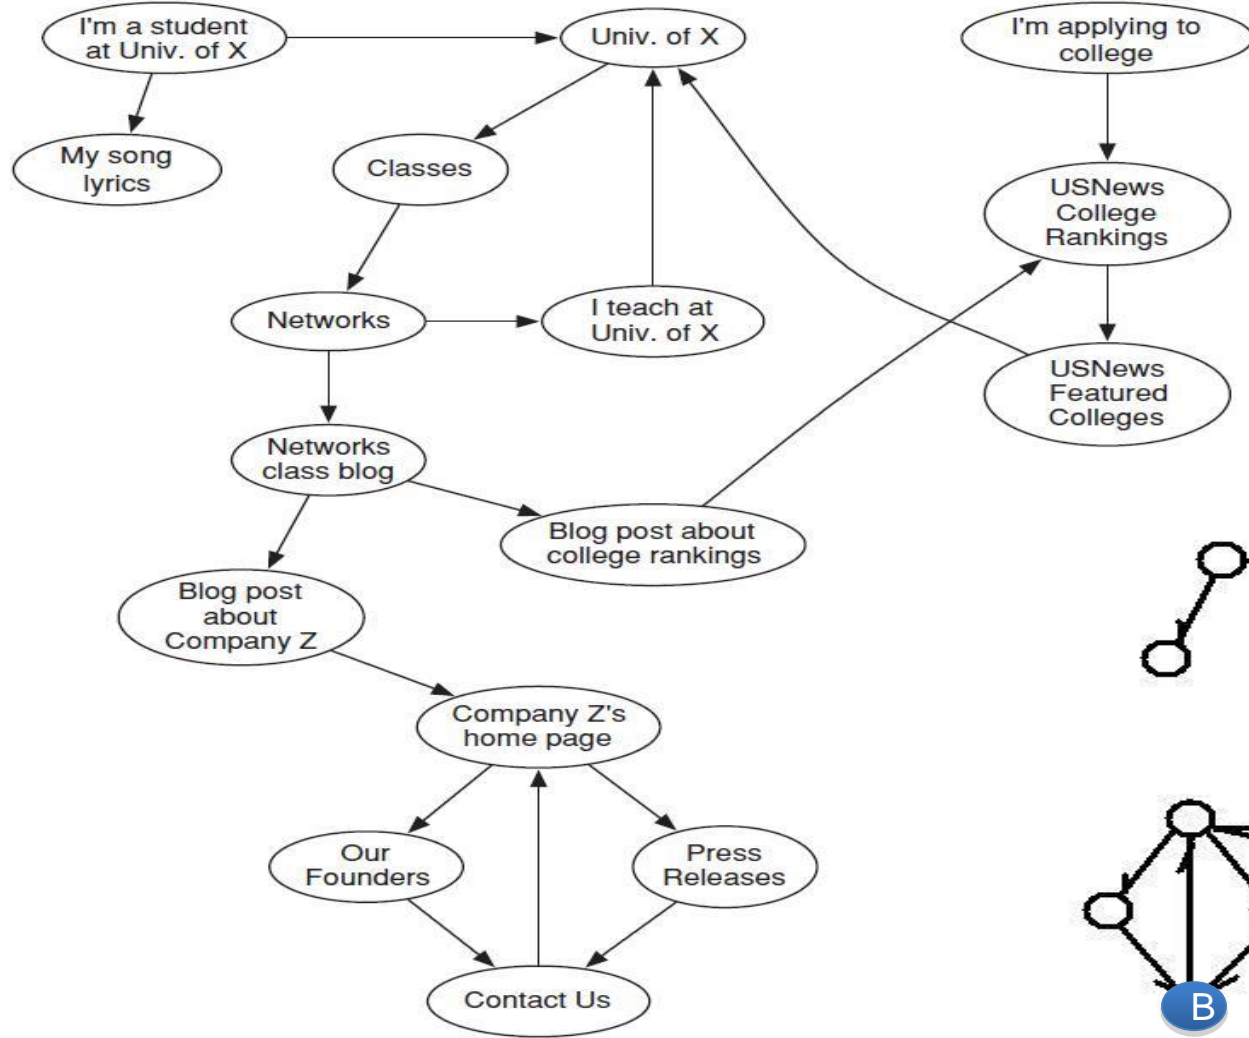 I'm a student
at Univ. of X
Univ. of X
I'm applying to
college
My song
lyrics
Classes
USNews
College
Rankings
Networks
I teach at
Univ. of X
USNews
Featured
Colleges
Networks
class blog
Blog post about
college rankings
Blog post
about
Company Z
Company Z's
home page
Our
Founders
Press
Releases
Contact Us
B